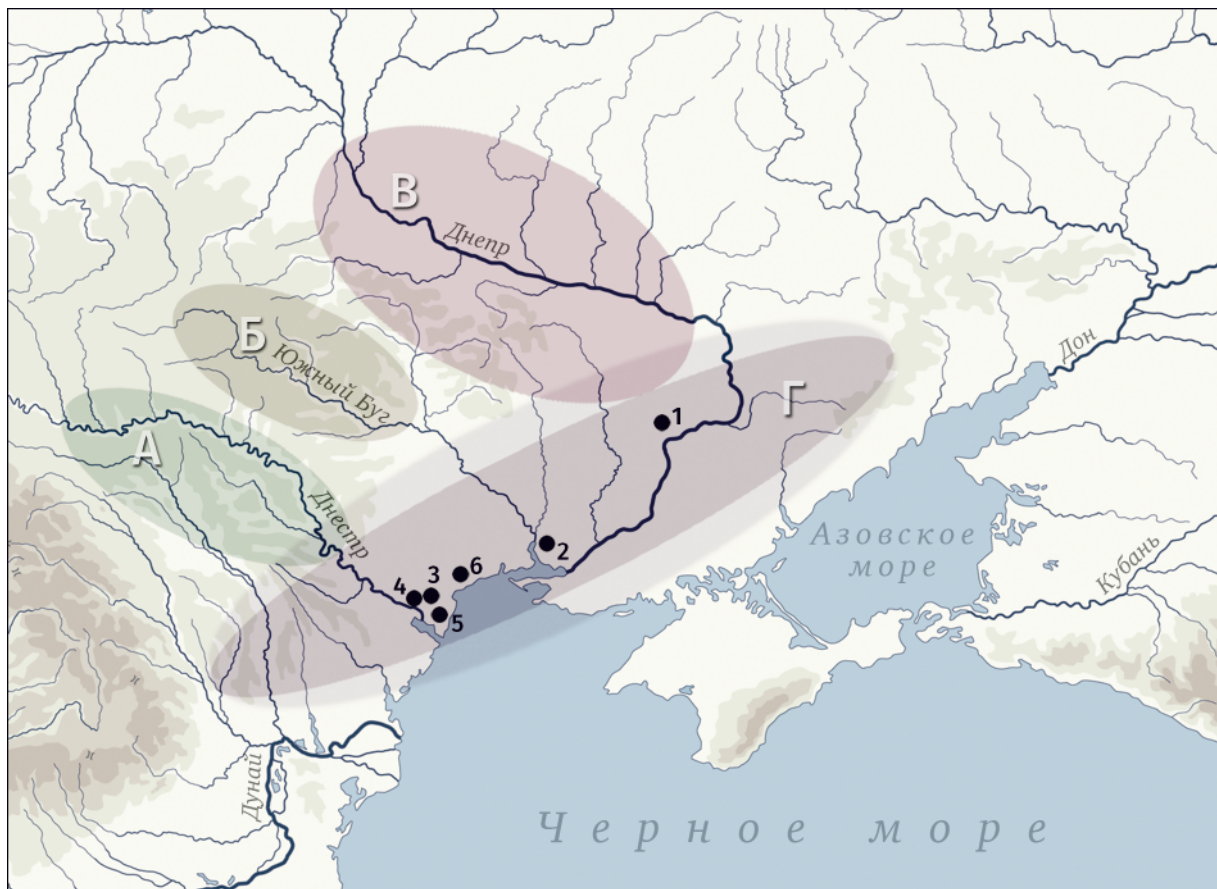 В
Днепр
Б
Южный Буг
Дон
Г
1
А
Днестр
2
Азовское
море
Кубань
6
3
4
5
Дунай
Черное море